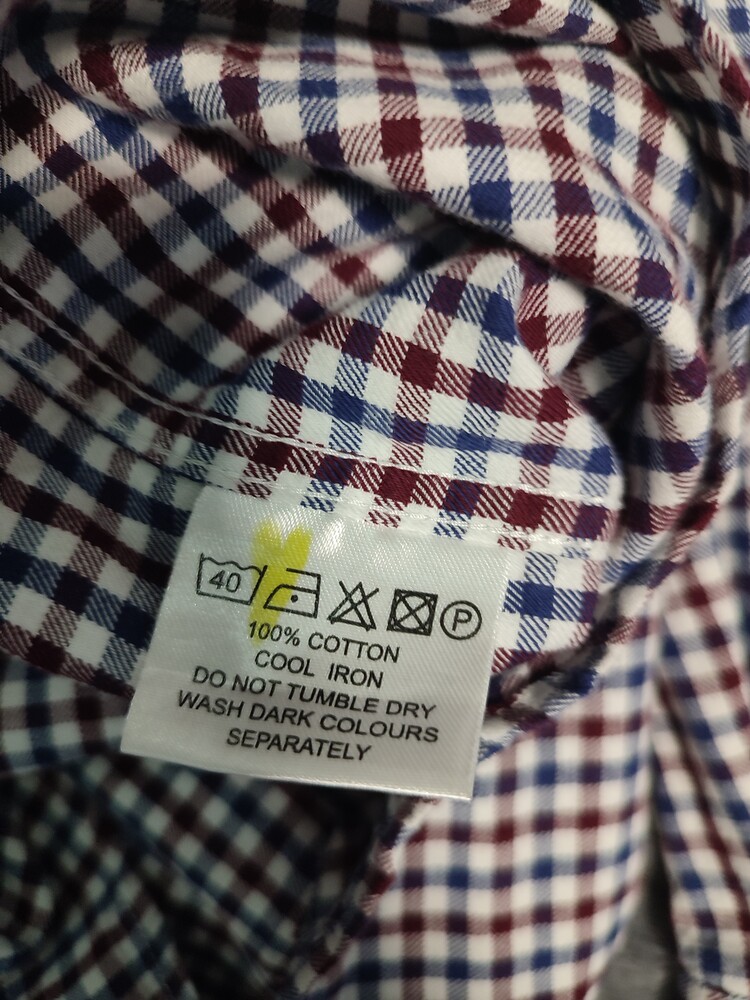 40 P
100% COTTON
COOL IRON
DO NOT TUMBLE DRY
WASH DARK COLOURS
SEPARATELY